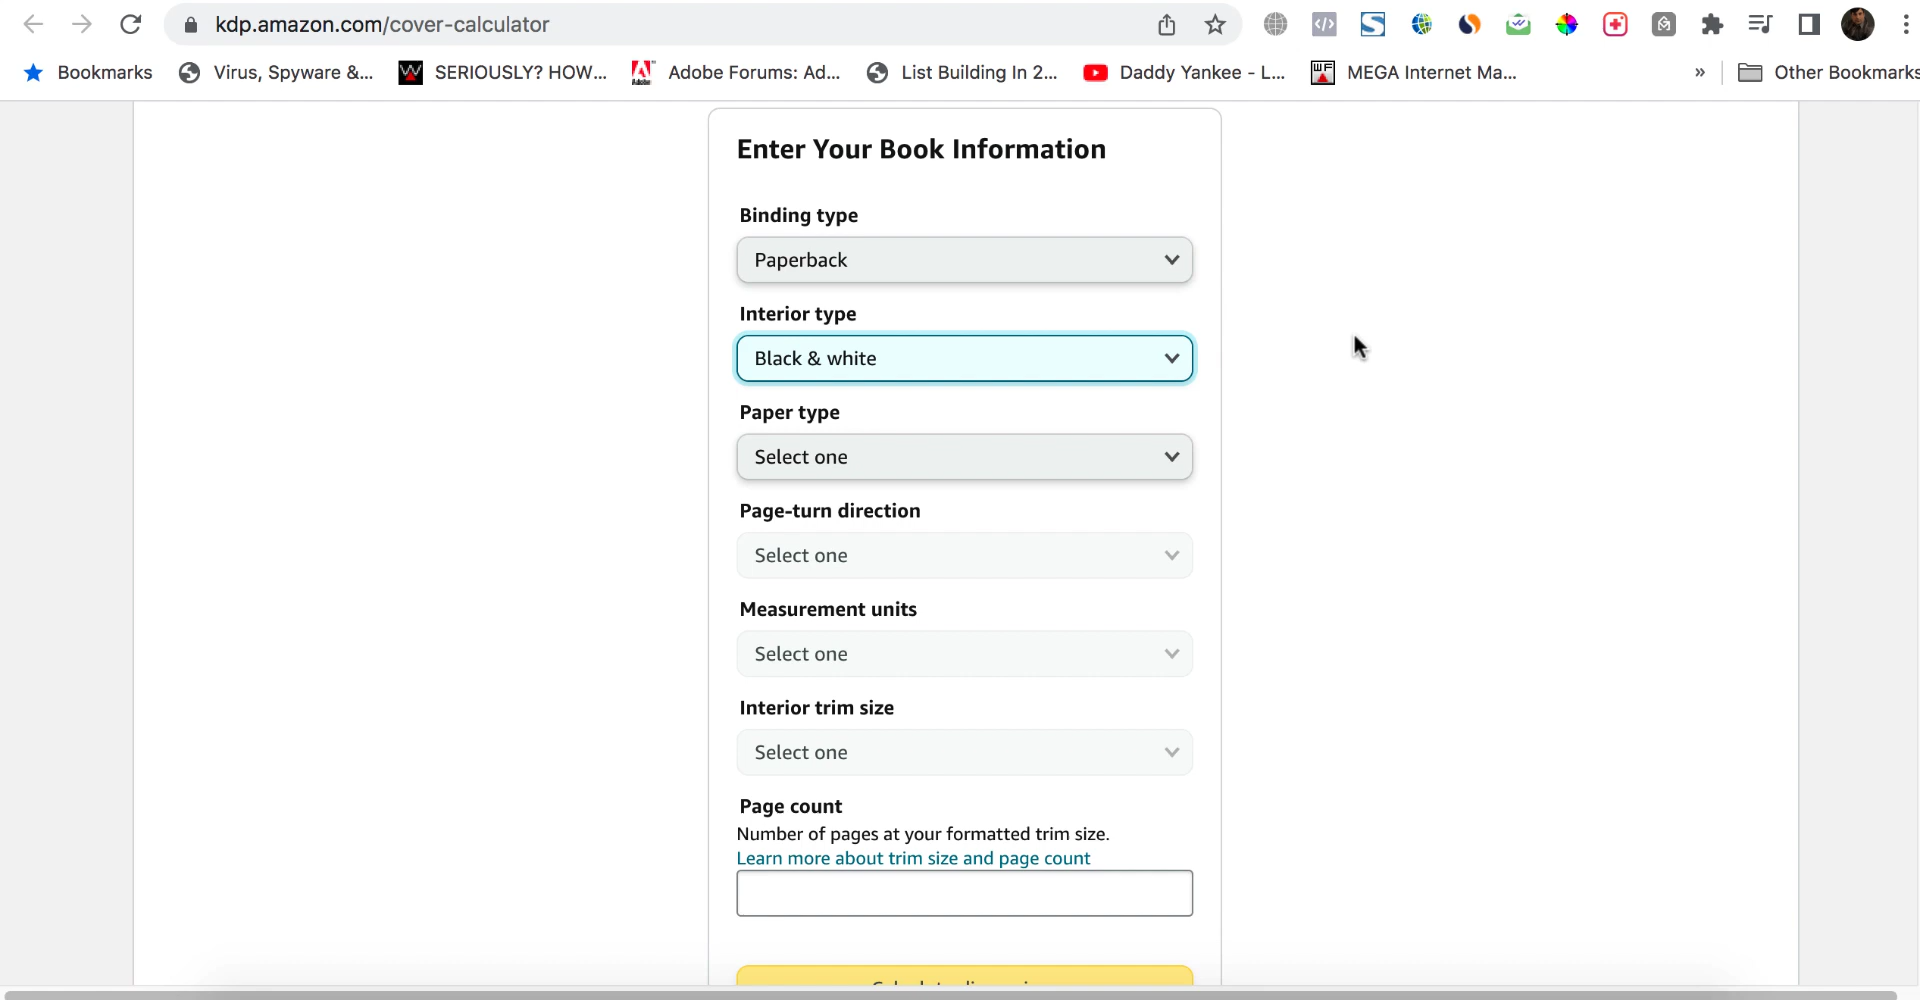 kdp.amazon.com/cover-calculator
Bookmarks
Virus, Spyware &...
SERIOUSLY? HOW...
Adobe Forums: Ad...
List Building In 2...
Daddy Yankee - L...
MEGA Internet Ma...
»
Other Bookmarks
Enter Your Book Information
Binding type
Paperback
Interior type
Black & white
Paper type
Select one
Page-turn direction
Select one
Measurement units
Select one
Interior trim size
Select one
Page count
Number of pages at your formatted trim size.
Learn more about trim size and page count